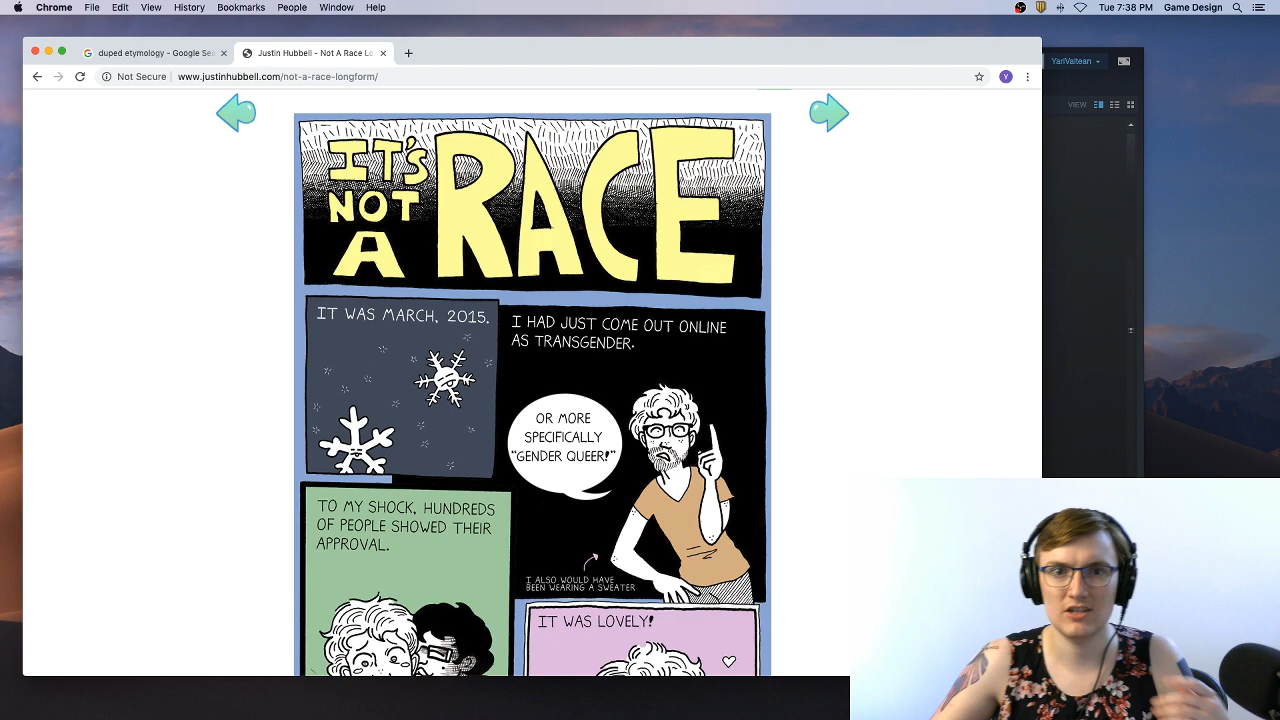 Chrome File Edit View History Bookmarks People Window Help
Tue 7:38 PM Game Design
duped etymology - Google Sea
Justin Hubbell - Not A Race Lo
YariValtean
Not Secure www.justinhubbell.com/not-a-race-longform/
Y
VIEW
IT'S
NOT
A
RACE
IT WAS MARCH, 2015.
I HAD JUST COME OUT ONLINE
AS TRANSGENDER.
OR MORE
SPECIFICALLY
"GENDER QUEER!"
I ALSO WOULD HAVE
BEEN WEARING A SWEATER
TO MY SHOCK, HUNDREDS
OF PEOPLE SHOWED THEIR
APPROVAL.
IT WAS LOVELY!